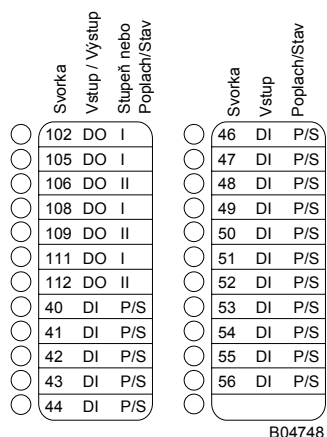 Svorka
Vstup / Výstup
Stupeň nebo
Poplach/Stav
102 DO I
105 DO I
106 DO II
108 DO I
109 DO II
111 DO I
112 DO II
40 DI P/S
41 DI P/S
42 DI P/S
43 DI P/S
44 DI P/S
Svorka
Vstup
Poplach/Stav
46 DI P/S
47 DI P/S
48 DI P/S
49 DI P/S
50 DI P/S
51 DI P/S
52 DI P/S
53 DI P/S
54 DI P/S
55 DI P/S
56 DI P/S
B04748